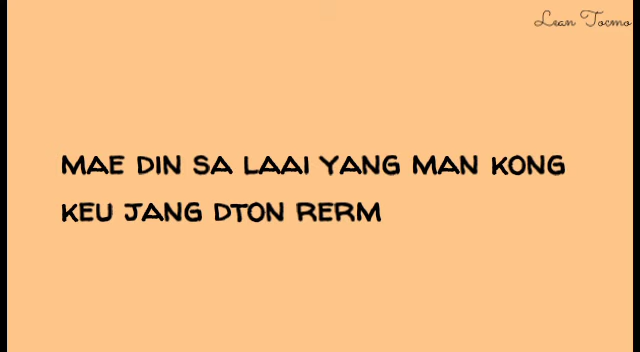 Lean Tocmo
MAE DIN SA LAAI YANG MAN KONG
KEU JANG DTON RERM